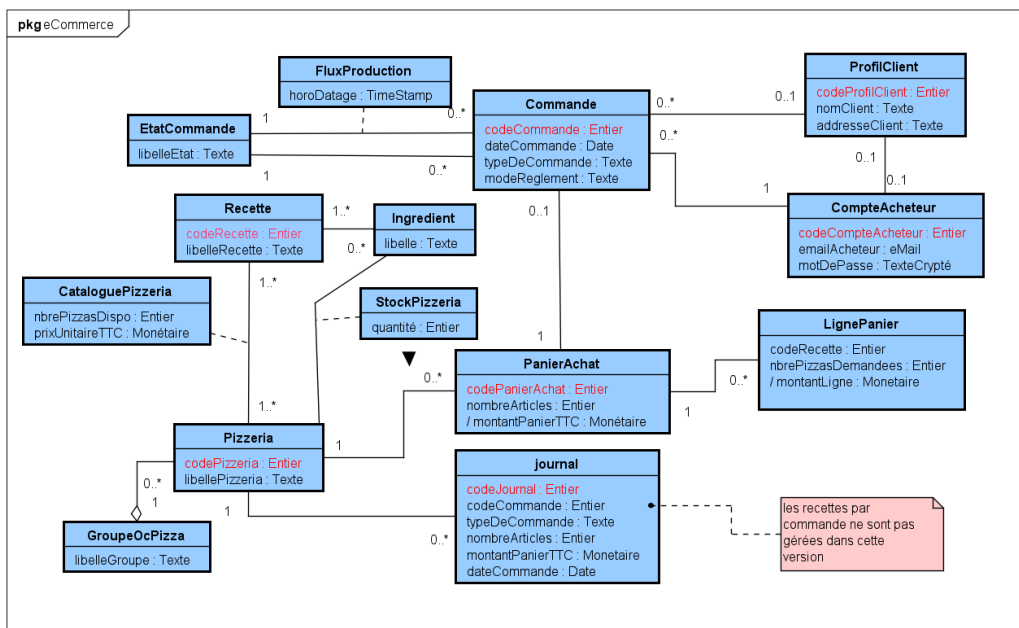 pkg eCommerce
FluxProduction
horoDatage : TimeStamp
EtatCommande
libelleEtat : Texte
1
0..*
1
0..*
Commande
codeCommande : Entier
dateCommande : Date
typeDeCommande : Texte
modeReglement : Texte
0..*
0..1
0..*
1
0..1
ProfilClient
codeProfilClient : Entier
nomClient : Texte
addresseClient : Texte
0..1
0..1
CompteAcheteur
codeCompteAcheteur : Entier
emailAcheteur : eMail
motDePasse : TexteCrypté
Recette
codeRecette : Entier
libelleRecette : Texte
1..*
0..*
1..*
Ingredient
libelle : Texte
CataloguePizzeria
nbrePizzasDispo : Entier
prixUnitaireTTC : Monétaire
StockPizzeria
quantité : Entier
1
LignePanier
codeRecette : Entier
nbrePizzasDemandees : Entier
/ montantLigne : Monetaire
PanierAchat
codePanierAchat : Entier
nombreArticles : Entier
/ montantPanierTTC : Monétaire
0..*
1
0..*
1..*
Pizzeria
codePizzeria : Entier
libellePizzeria : Texte
1
1
0..*
0..*
1
GroupeOcPizza
libelleGroupe : Texte
journal
codeJournal : Entier
codeCommande : Entier
typeDeCommande : Texte
nombreArticles : Entier
montantPanierTTC : Monetaire
dateCommande : Date
les recettes par
commande ne sont pas
gérées dans cette
version